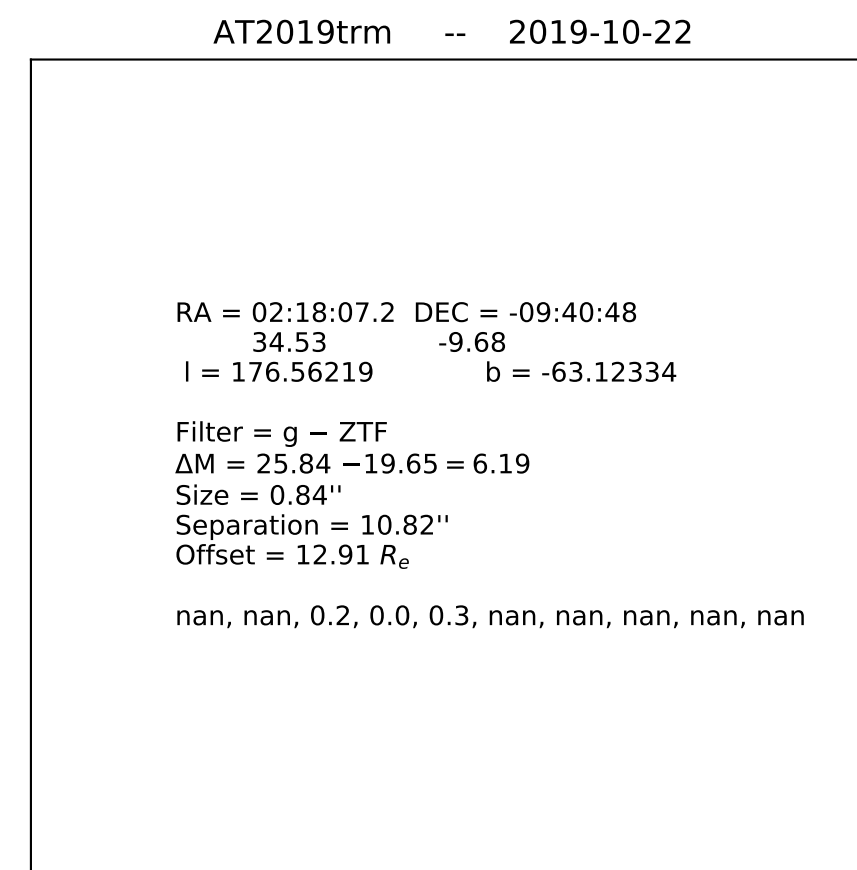 AT2019trm -- 2019-10-22
RA = 02:18:07.2 DEC = -09:40:48
34.53 -9.68
l = 176.56219 b = -63.12334
Filter = g − ZTF
ΔM = 25.84 −19.65 = 6.19
Size = 0.84''
Separation = 10.82''
Offset = 12.91 Re
nan, nan, 0.2, 0.0, 0.3, nan, nan, nan, nan, nan